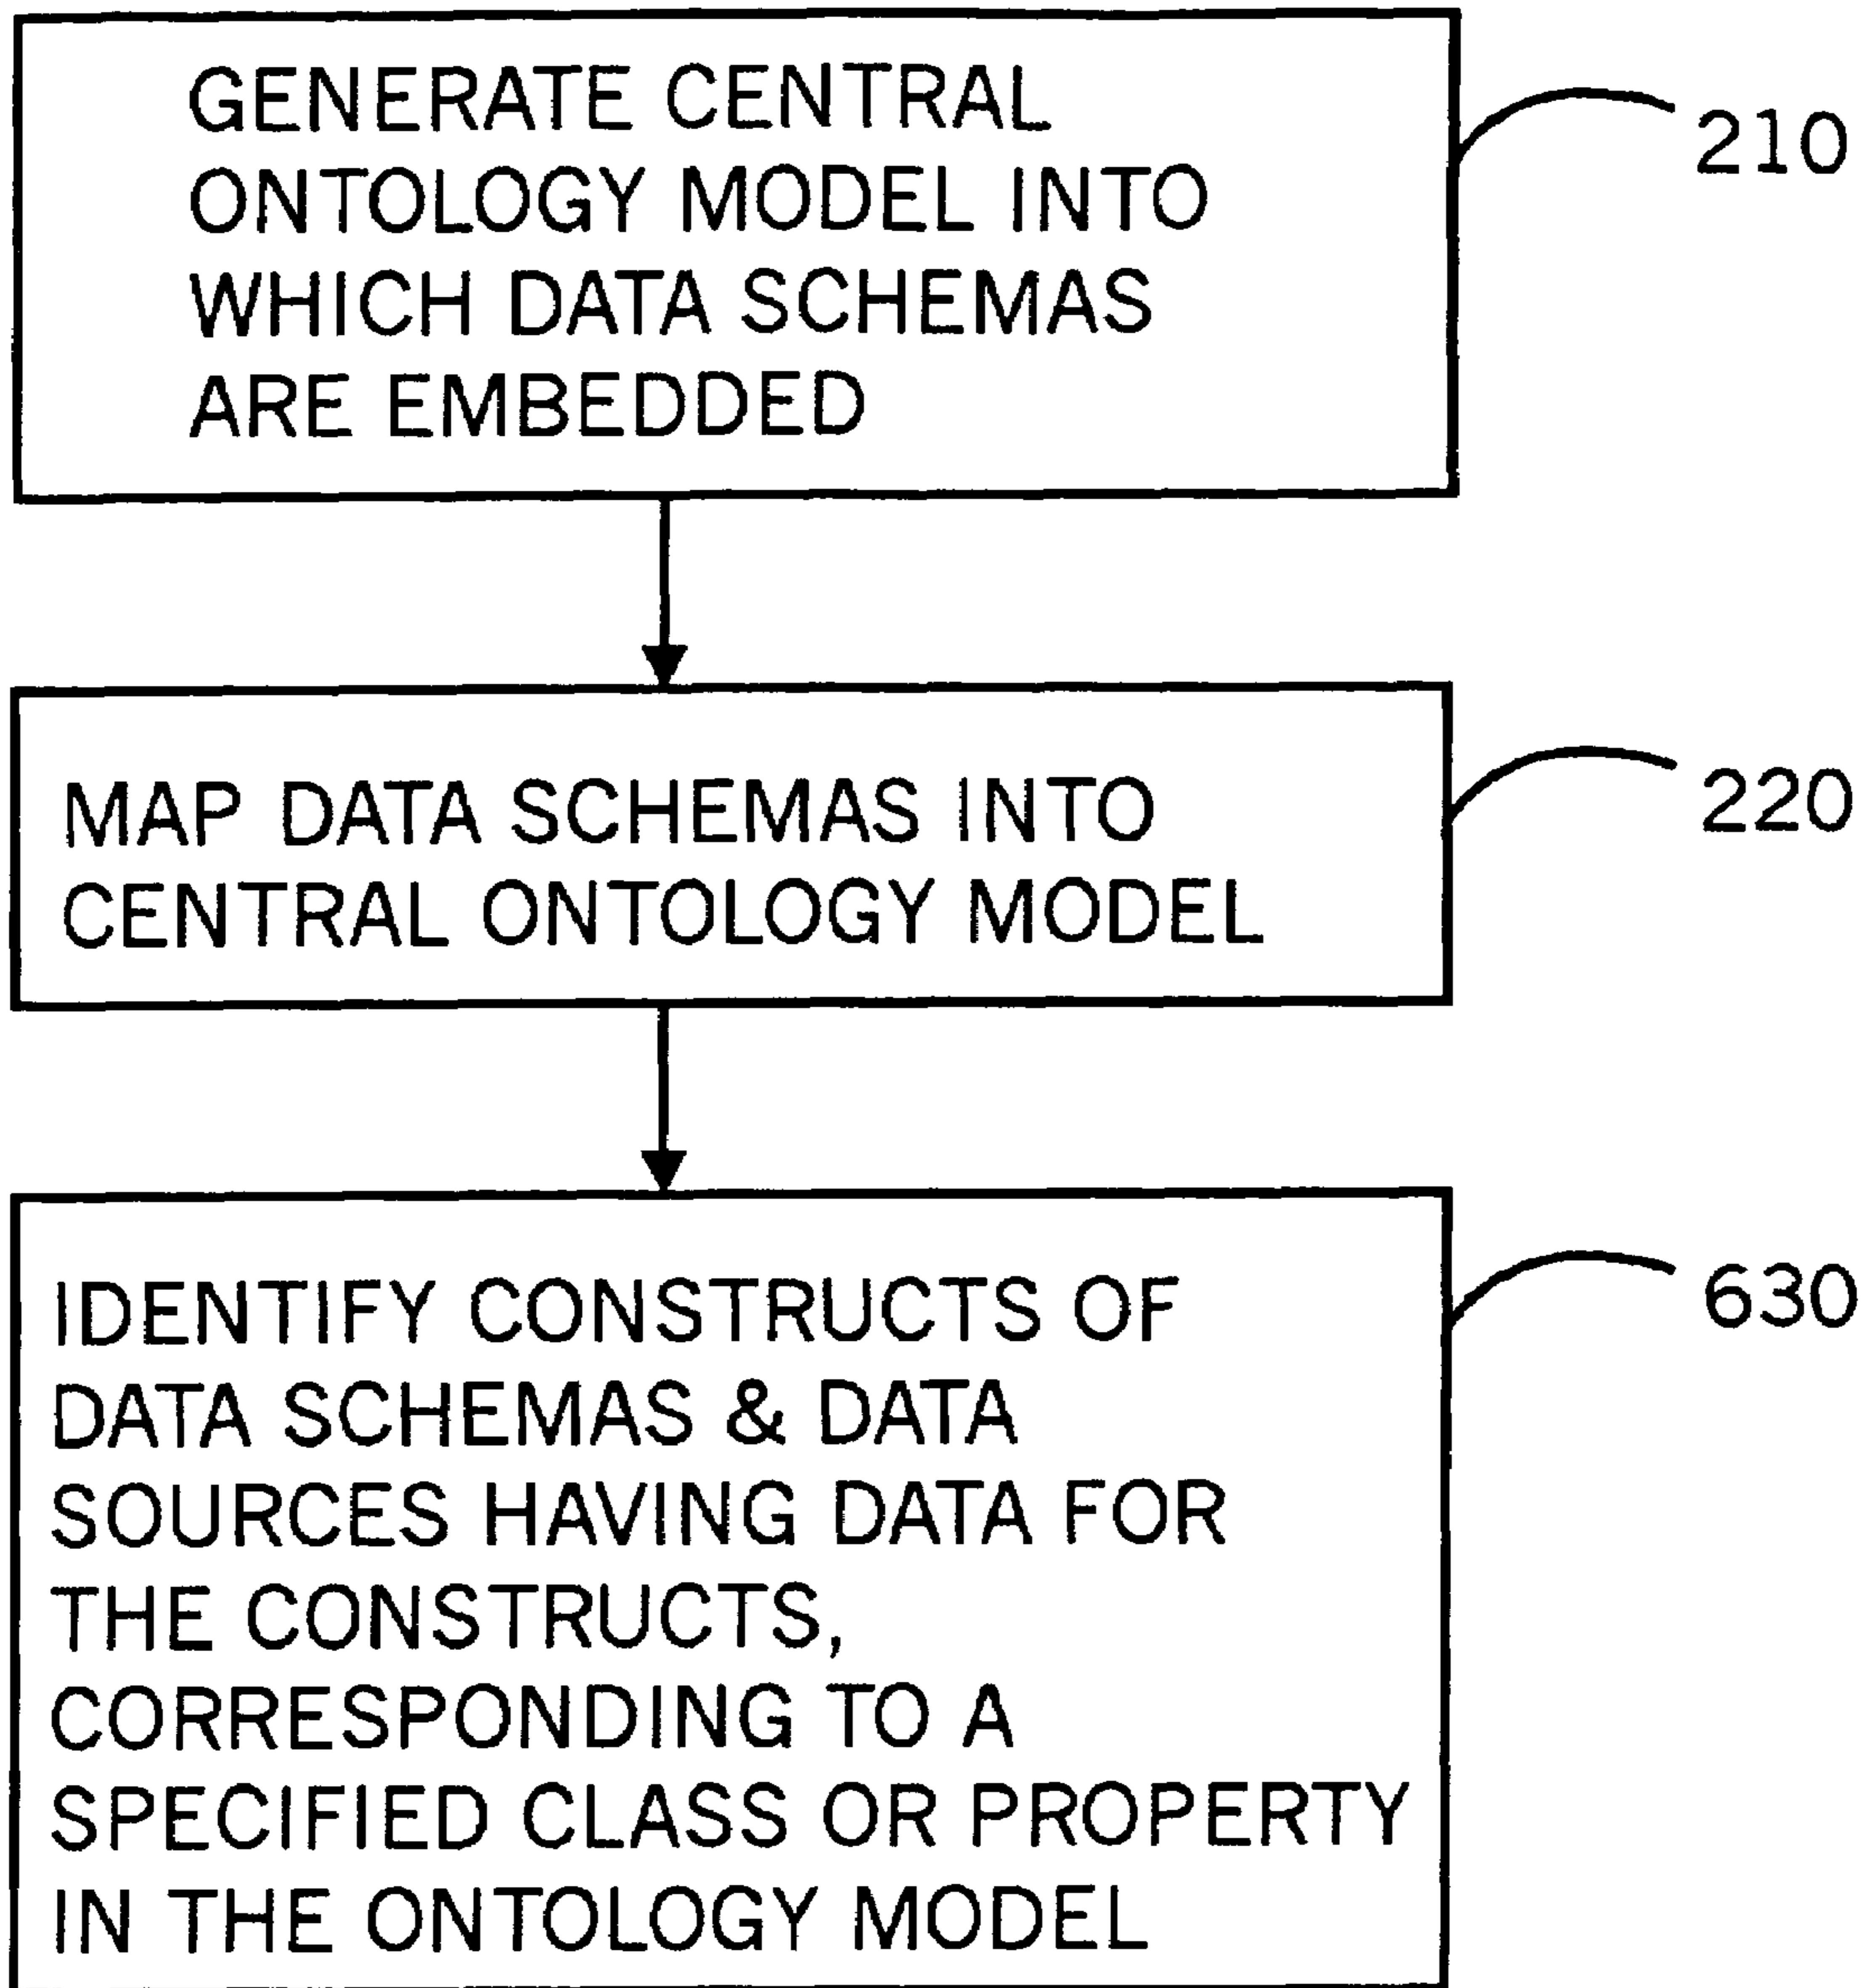 GENERATE CENTRAL
ONTOLOGY MODEL INTO
WHICH DATA SCHEMAS
ARE EMBEDDED
210
MAP DATA SCHEMAS INTO
CENTRAL ONTOLOGY MODEL
220
IDENTIFY CONSTRUCTS OF
DATA SCHEMAS & DATA
SOURCES HAVING DATA FOR
THE CONSTRUCTS,
CORRESPONDING TO A
SPECIFIED CLASS OR PROPERTY
IN THE ONTOLOGY MODEL
630